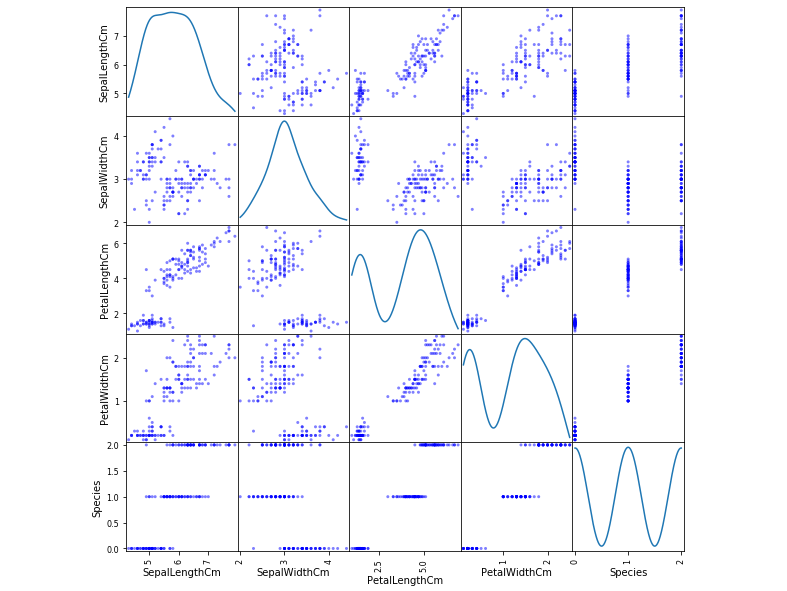 SepalLengthCm
7
6
5
SepalWidthCm
4
3
2
PetalLengthCm
6
4
2
PetalWidthCm
2
1
Species
2.0
1.5
1.0
0.5
0.0
5
6
7
SepalLengthCm
2
3
4
SepalWidthCm
2.5
5.0
PetalLengthCm
1
2
PetalWidthCm
0
1
2
Species